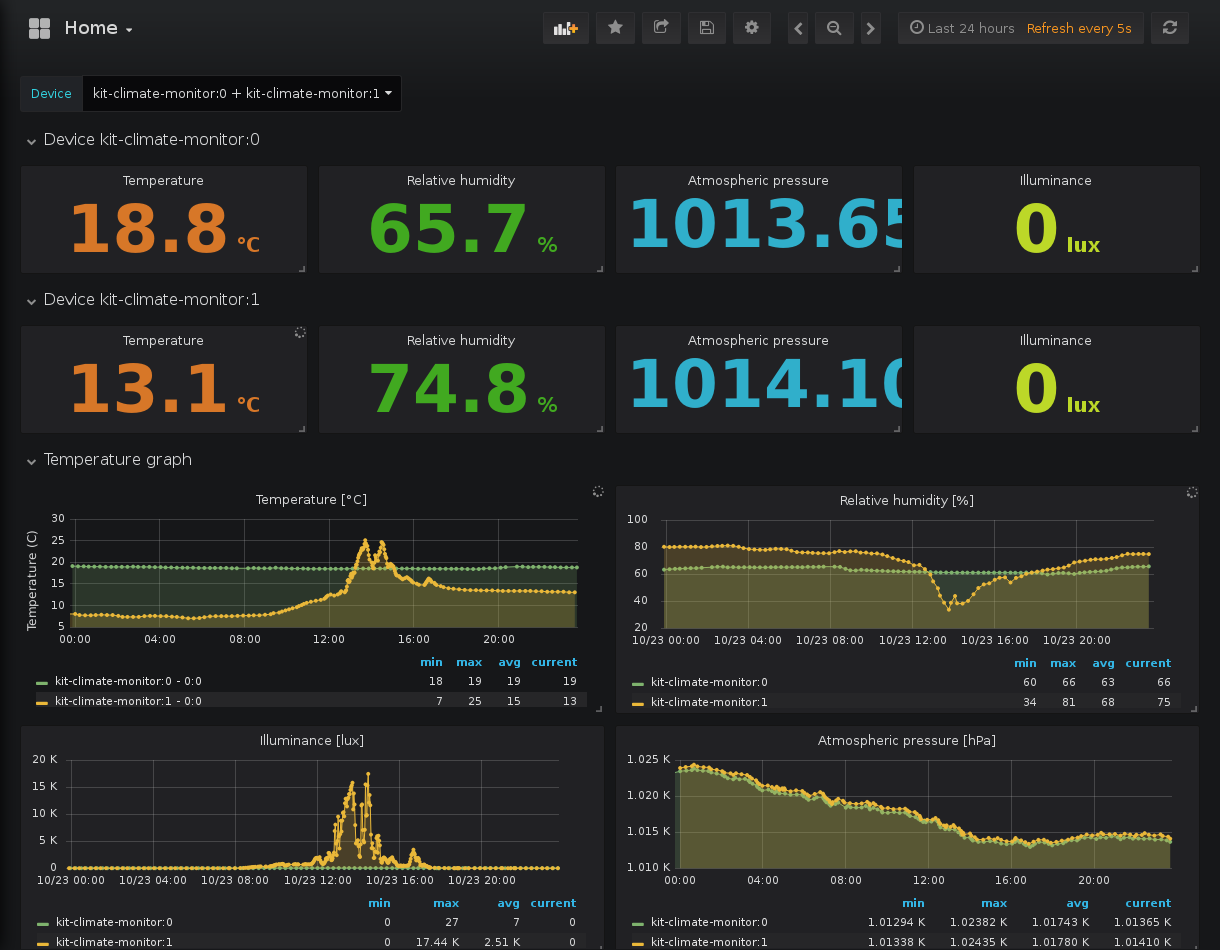 Home
Last 24 hours Refresh every 5s
Device kit-climate-monitor:0 + kit-climate-monitor:1
Device kit-climate-monitor:0
Temperature Relative humidity Atmospheric pressure Illuminance
18.8 °C 65.7 % 1013.65 0 lux
Device kit-climate-monitor:1
Temperature Relative humidity Atmospheric pressure Illuminance
13.1 °C 74.8 % 1014.10 0 lux
Temperature graph
Temperature [°C]
Temperature (C)
30
25
20
15
10
5
00:00 04:00 08:00 12:00 16:00 20:00
min max avg current
kit-climate-monitor:0 - 0:0 18 19 19 19
kit-climate-monitor:1 - 0:0 7 25 15 13
Relative humidity [%]
100
80
60
40
20
10/23 00:00 10/23 04:00 10/23 08:00 10/23 12:00 10/23 16:00 10/23 20:00
min max avg current
kit-climate-monitor:0 60 66 63 66
kit-climate-monitor:1 34 81 68 75
Illuminance [lux]
20 K
15 K
10 K
5 K
0
10/23 00:00 10/23 04:00 10/23 08:00 10/23 12:00 10/23 16:00 10/23 20:00
min max avg current
kit-climate-monitor:0 0 27 7 0
kit-climate-monitor:1 0 17.44 K 2.51 K 0
Atmospheric pressure [hPa]
1.025 K
1.020 K
1.015 K
1.010 K
00:00 04:00 08:00 12:00 16:00 20:00
min max avg current
kit-climate-monitor:0 1.01294 K 1.02382 K 1.01743 K 1.01365 K
kit-climate-monitor:1 1.01338 K 1.02435 K 1.01780 K 1.01410 K